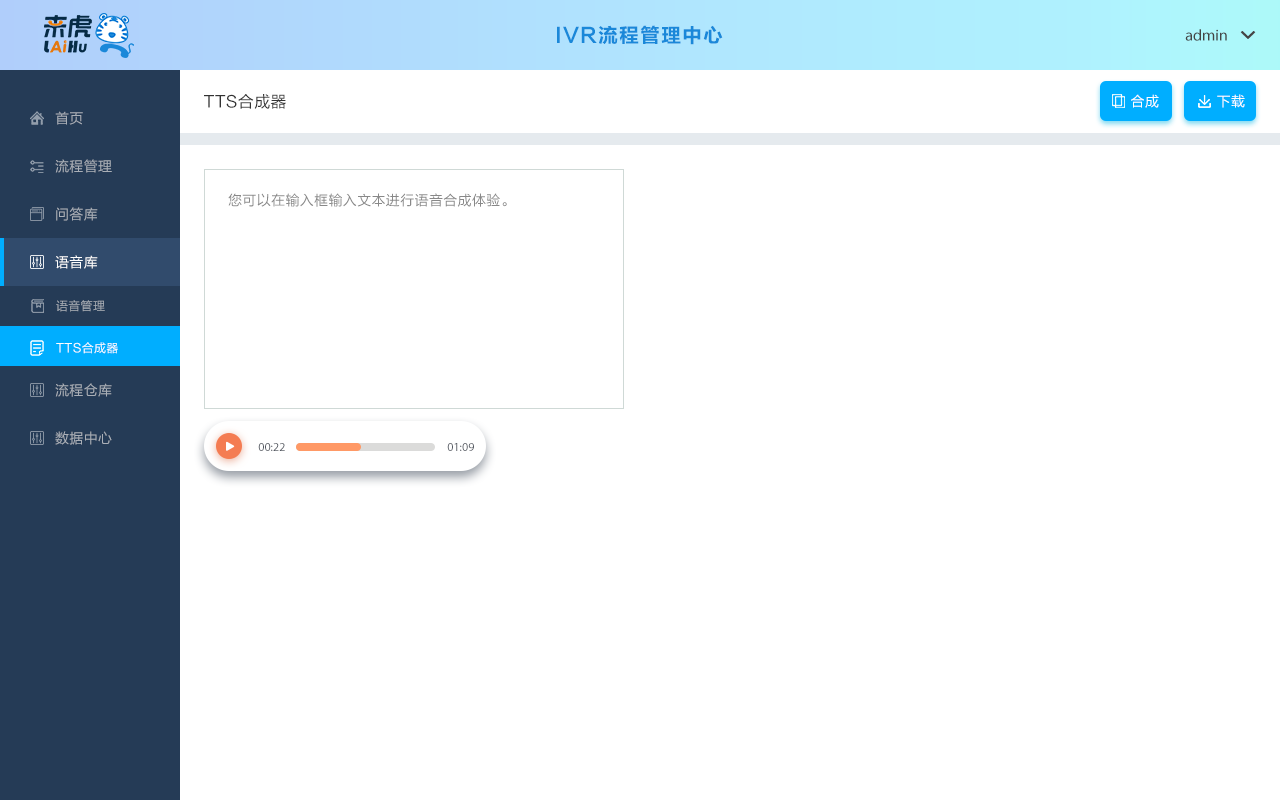 来虎
LAiHu
IVR流程管理中心
admin
首页
流程管理
问答库
语音库
语音管理
TTS合成器
流程仓库
数据中心
TTS合成器
合成
下载
您可以在输入框输入文本进行语音合成体验。
00:22
01:09